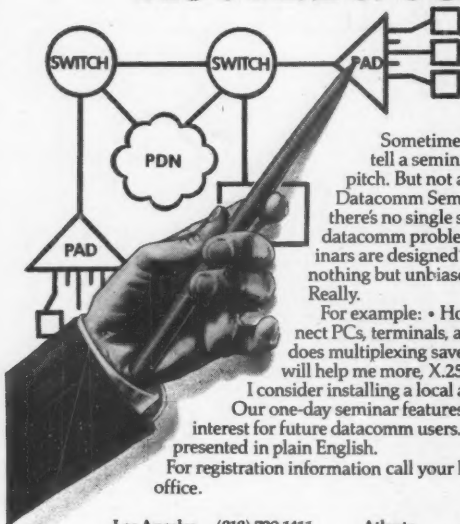 SWITCH
SWITCH
PAD
PDN
PAD
Sometime
tell a semin
pitch. But not a
Datacomm Sem
there's no single s
datacomm proble
inars are designed
nothing but unbiase
Really.
For example: • Ho
nect PCs, terminals, a
does multiplexing save
will help me more, X.25
I consider installing a local a
Our one-day seminar features
interest for future datacomm users.
presented in plain English.
For registration information call your l
office.